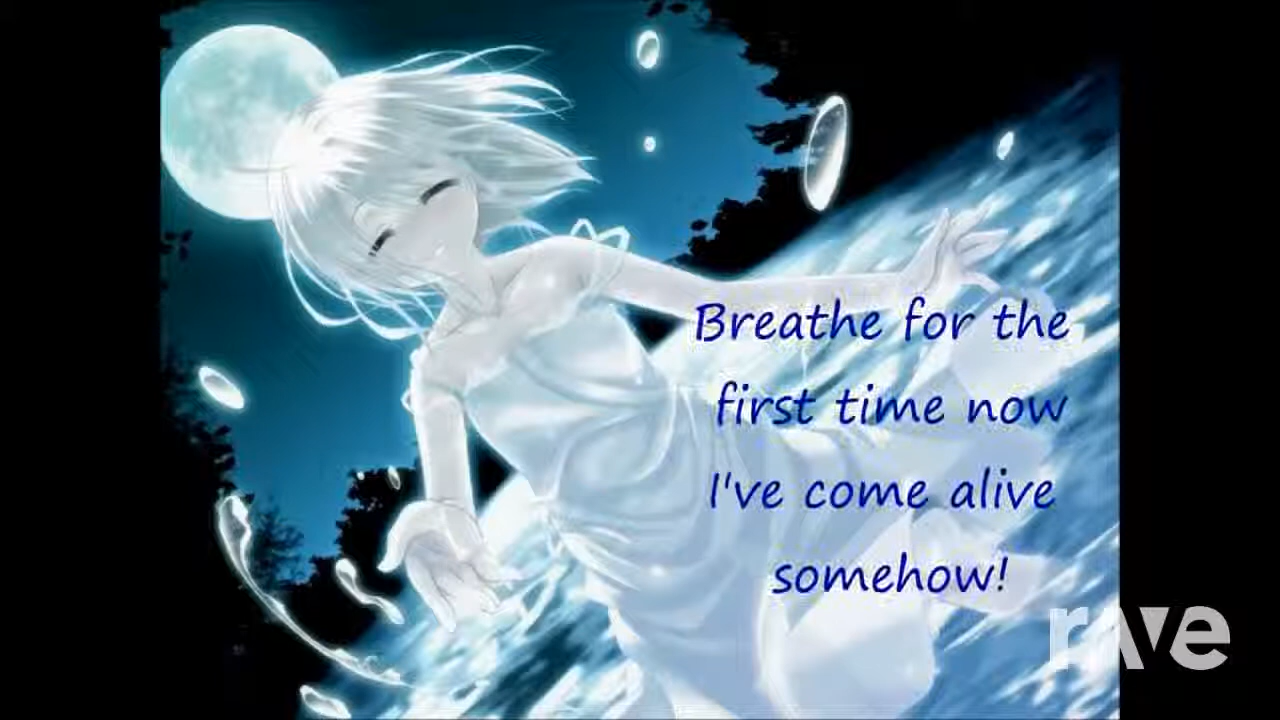 Breathe for the
first time now
I've come alive
somehow!
rave